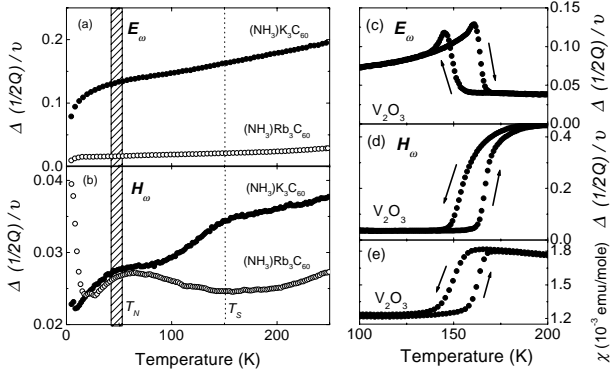 (a)
E_ω
(NH₃)K₃C₆₀
(NH₃)Rb₃C₆₀
Δ (1/2Q) / υ
0.2
0.1
0.0
(b)
H_ω
(NH₃)K₃C₆₀
(NH₃)Rb₃C₆₀
T_N
T_S
Δ (1/2Q) / υ
0.04
0.03
0.02
0
100
200
Temperature (K)
(c)
E_ω
V₂O₃
0.15
0.10
0.05
0.00
(d)
H_ω
V₂O₃
0.4
0.2
0.0
Δ (1/2Q) / υ
(e)
V₂O₃
1.8
1.5
1.2
χ (10⁻³ emu/mole)
100
150
200
Temperature (K)